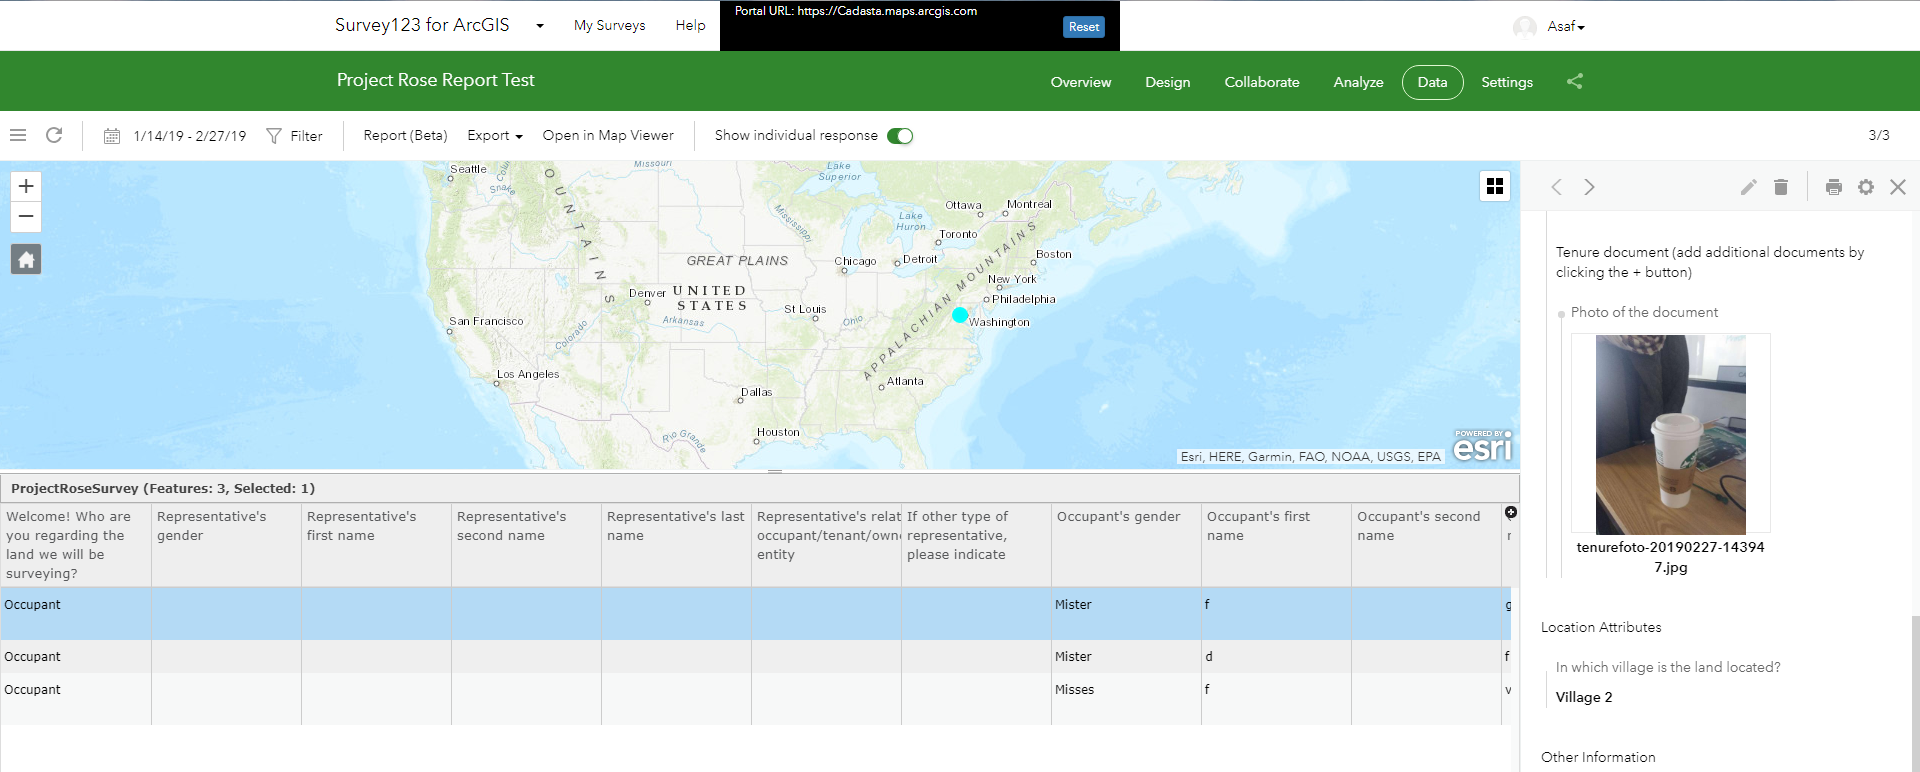 Survey123 for ArcGIS
My Surveys
Help
Portal URL: https://Cadasta.maps.arcgis.com
Reset
Asaf
Project Rose Report Test
Overview
Design
Collaborate
Analyze
Data
Settings
1/14/19 - 2/27/19
Filter
Report (Beta)
Export
Open in Map Viewer
Show individual response
3/3
Seattle
Snake
OUNTAINS
Missouri
Lake
Superior
Mississippi
Lake
Huron
Ottawa
Montreal
Toronto
GREAT PLAINS
Chicago
Detroit
Boston
New York
Denver
UNITED
STATES
St Louis
Philadelphia
Arkansas
Ohio
Washington
San Francisco
Colorado
APPALACHIAN MOUNTAINS
Los Angeles
Atlanta
Dallas
Houston
Rio Grande
POWERED BY
esri
Esri, HERE, Garmin, FAO, NOAA, USGS, EPA
Tenure document (add additional documents by
clicking the + button)
Photo of the document
tenurefoto-20190227-14394
7.jpg
Location Attributes
In which village is the land located?
Village 2
Other Information
ProjectRoseSurvey (Features: 3, Selected: 1)
Welcome! Who are
you regarding the
land we will be
surveying?
Representative's
gender
Representative's
first name
Representative's
second name
Representative's last
name
Representative's relat
occupant/tenant/owne
entity
If other type of
representative,
please indicate
Occupant's gender
Occupant's first
name
Occupant's second
name
Occupant Mister f g
Occupant Mister d f
Occupant Misses f v